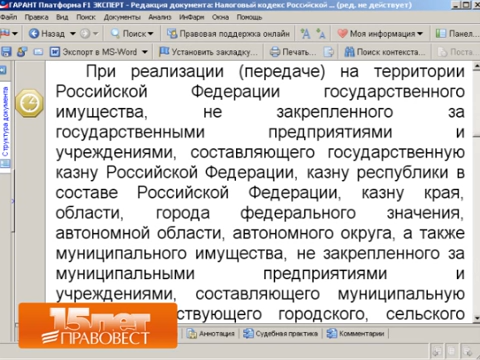 ГАРАНТ Платформа F1 ЭКСПЕРТ - Редакция документа: Налоговый кодекс Российской ... (ред. не действует)
Файл Правка Вид Поиск Документы Анализ ИнФарм Окна Помощь
Назад Поиск Правовая поддержка онлайн Моя информация
Экспорт в MS-Word Установить закладку... Печать... Поиск контекста...
Структура документа
При реализации (передаче) на территории
Российской Федерации государственного
имущества, не закрепленного за
государственными предприятиями и
учреждениями, составляющего государственную
казну Российской Федерации, казну республики в
составе Российской Федерации, казну края,
области, города федерального значения,
автономной области, автономного округа, а также
муниципального имущества, не закрепленного за
муниципальными предприятиями и
учреждениями, составляющего муниципальную
ствующего городского, сельского
15 лет
ПРАВОВЕСТ
Аннотация Судебная практика Комментарии